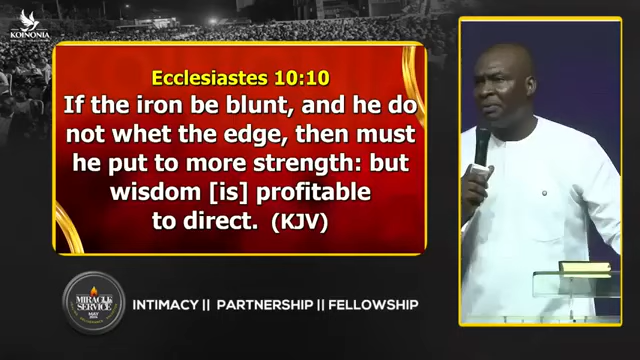 KOINONIA
Ecclesiastes 10:10
If the iron be blunt, and he do
not whet the edge, then must
he put to more strength: but
wisdom [is] profitable
to direct. (KJV)
MIRACLE
SERVICE
MAY
INTIMACY || PARTNERSHIP || FELLOWSHIP